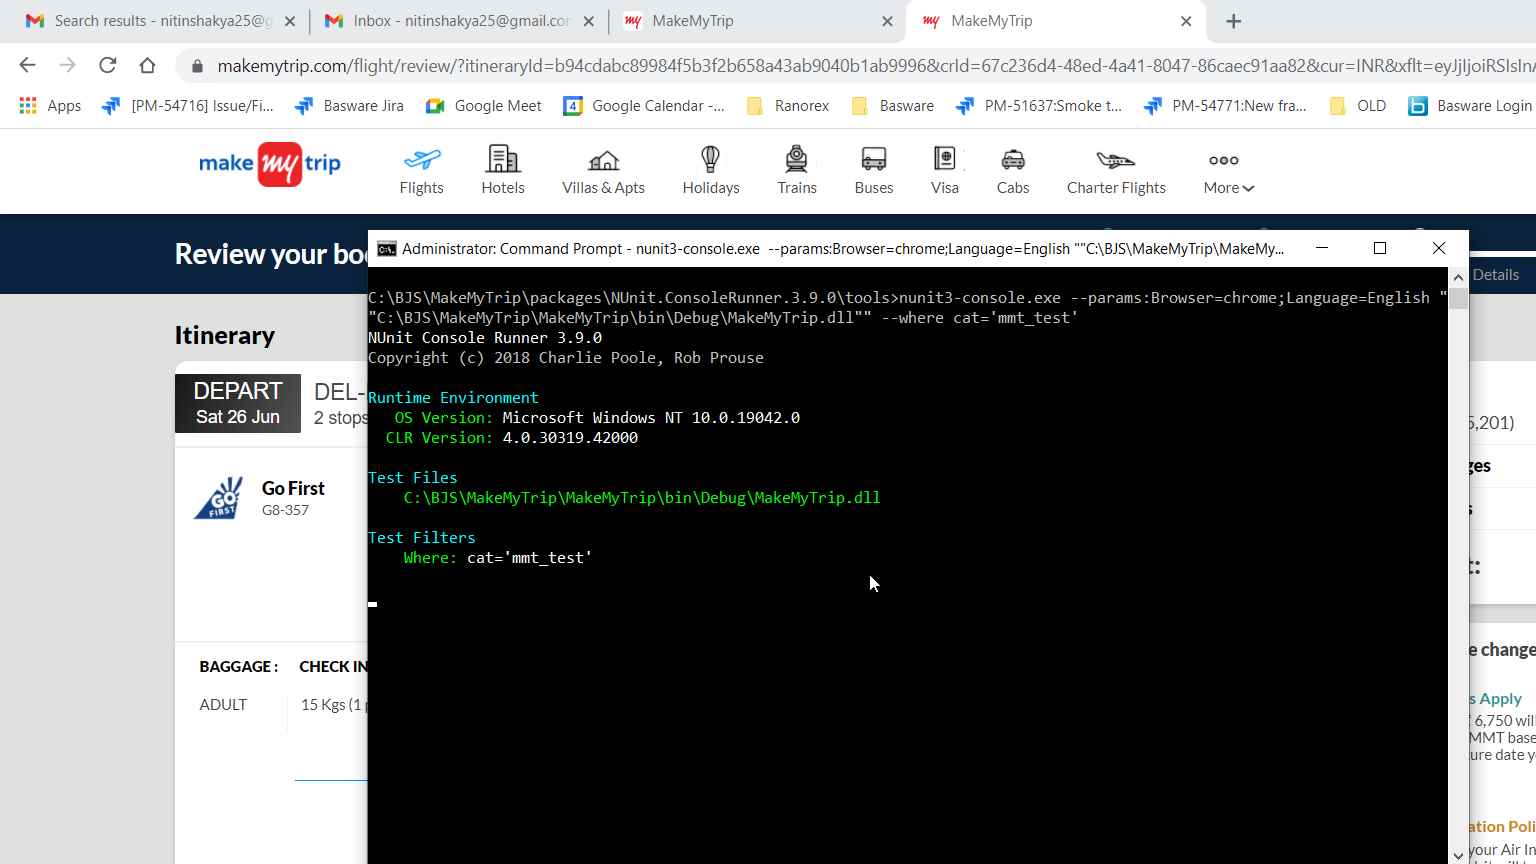 Search results - nitinshakya25@g
Inbox - nitinshakya25@gmail.com
my MakeMyTrip
my MakeMyTrip
makemytrip.com/flight/review/?itineraryId=b94cdabc89984f5b3f2b658a43ab9040b1ab9996&crId=67c236d4-48ed-4a41-8047-86caec91aa82&cur=INR&xflt=eyJjIjoiRSIsInA
Apps
[PM-54716] Issue/Fi...
Basware Jira
Google Meet
4 Google Calendar -...
Ranorex
Basware
PM-51637:Smoke t...
PM-54771:New fra...
OLD
b Basware Login
make my trip
Flights
Hotels
Villas & Apts
Holidays
Trains
Buses
Visa
Cabs
Charter Flights
More
Review your bo
Details
Administrator: Command Prompt - nunit3-console.exe --params:Browser=chrome;Language=English ""C:\BJS\MakeMyTrip\MakeMy...
C:\BJS\MakeMyTrip\packages\NUnit.ConsoleRunner.3.9.0\tools>nunit3-console.exe --params:Browser=chrome;Language=English "
"C:\BJS\MakeMyTrip\MakeMyTrip\bin\Debug\MakeMyTrip.dll"" --where cat='mmt_test'
NUnit Console Runner 3.9.0
Copyright (c) 2018 Charlie Poole, Rob Prouse
Runtime Environment
OS Version: Microsoft Windows NT 10.0.19042.0
CLR Version: 4.0.30319.42000
Test Files
C:\BJS\MakeMyTrip\MakeMyTrip\bin\Debug\MakeMyTrip.dll
Test Filters
Where: cat='mmt_test'
Itinerary
DEPART
Sat 26 Jun
DEL-
2 stops
GO FIRST
Go First
G8-357
BAGGAGE :
CHECK IN
ADULT
15 Kgs (1 p
5,201)
ges
s
t:
e change
s Apply
6,750 will
MMT base
ure date y
ation Poli
your Air In